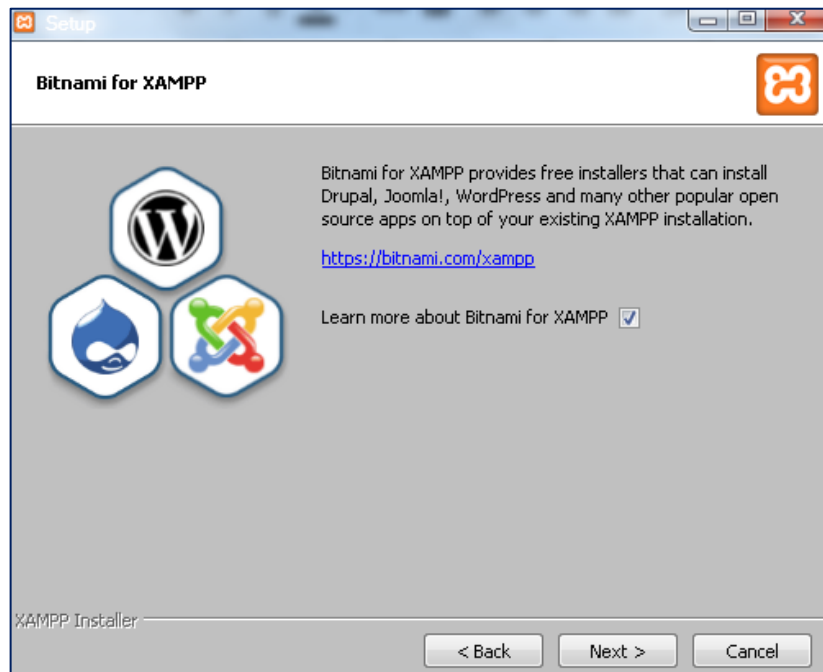 Setup
Bitnami for XAMPP
Bitnami for XAMPP provides free installers that can install
Drupal, Joomla!, WordPress and many other popular open
source apps on top of your existing XAMPP installation.
https://bitnami.com/xampp
Learn more about Bitnami for XAMPP
XAMPP Installer
< Back Next > Cancel